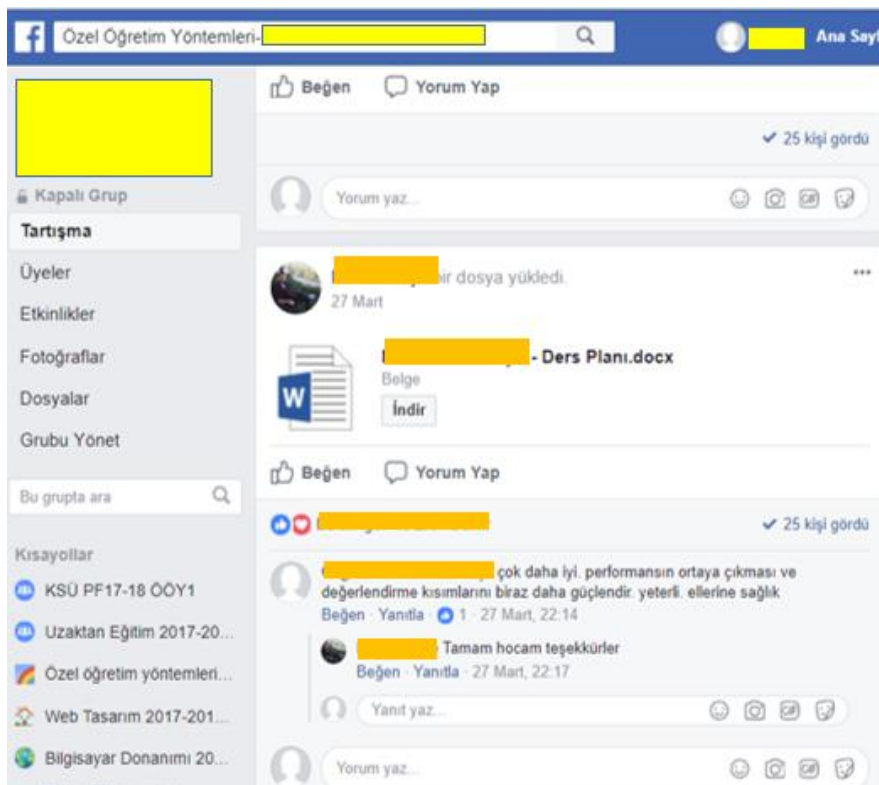 Özel Öğretim Yöntemleri-
Ana Sayf
Kapalı Grup
Tartışma
Üyeler
Etkinlikler
Fotoğraflar
Dosyalar
Grubu Yönet
Bu grupta ara
Kısayollar
KSÜ PF17-18 ÖÖY1
Uzaktan Eğitim 2017-20...
Özel öğretim yöntemleri...
Web Tasarım 2017-201...
Bilgisayar Donanımı 20...
Beğen Yorum Yap
✔ 25 kişi gördü
Yorum yaz...
bir dosya yükledi.
27 Mart
- Ders Planı.docx
Belge
İndir
Beğen Yorum Yap
✔ 25 kişi gördü
çok daha iyi. performansın ortaya çıkması ve
değerlendirme kısımlarını biraz daha güçlendir. yeterli. ellerine sağlık
Beğen · Yanıtla · 1 · 27 Mart, 22:14
Tamam hocam teşekkürler
Beğen · Yanıtla · 27 Mart, 22:17
Yanıt yaz...
Yorum yaz...